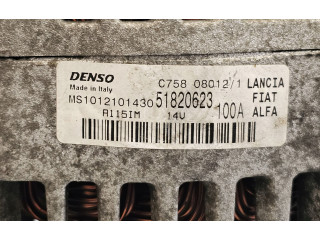 DENSO C758 08012/1 LANCIA
Made in Italy
MS1012101430 51820623 FIAT
A115IM 14V 100A ALFA